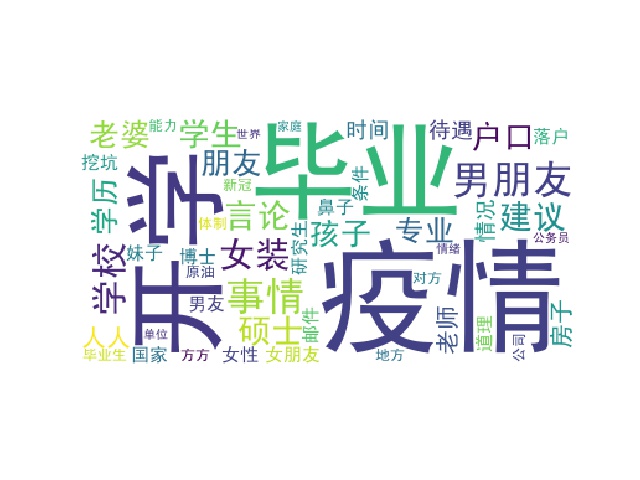 老婆
能力
学生
世界
家庭
毕业
时间
待遇
户口
落户
挖坑
朋友
开学
新冠
条件
男朋友
学历
体制
言论
鼻子
孩子
专业
情况
建议
公务员
学校
妹子
博士
女装
研究生
疫情
情绪
原油
事情
对方
男友
硕士
邮件
老师
道理
房子
人人
单位
毕业生
国家
方方
女性
女朋友
地方
公司